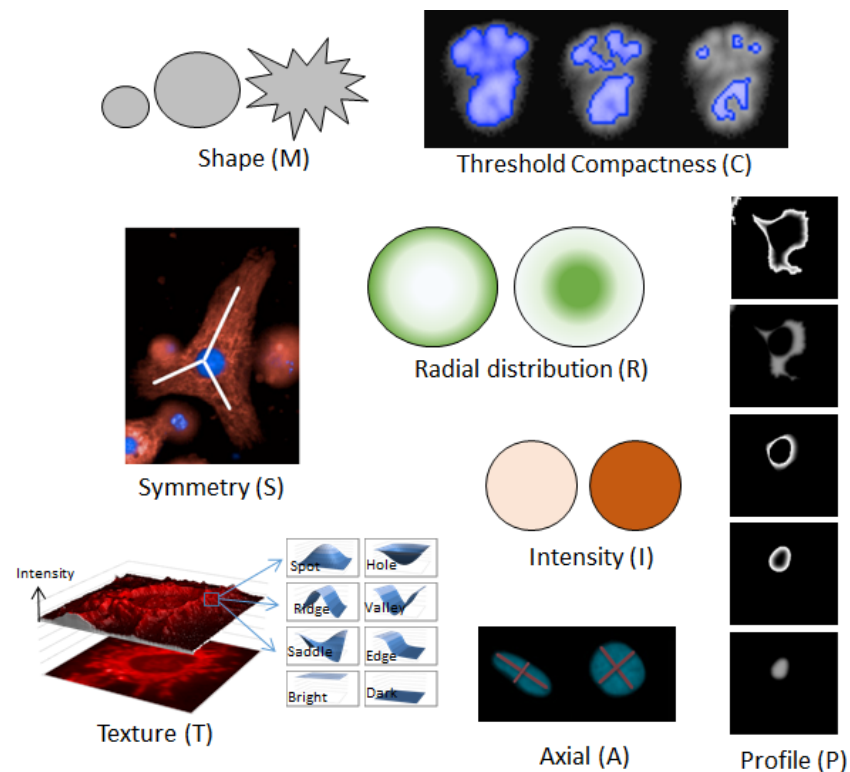 Shape (M)
Threshold Compactness (C)
Radial distribution (R)
Symmetry (S)
Intensity (I)
Intensity
Spot
Hole
Ridge
Valley
Saddle
Edge
Bright
Dark
Texture (T)
Axial (A)
Profile (P)